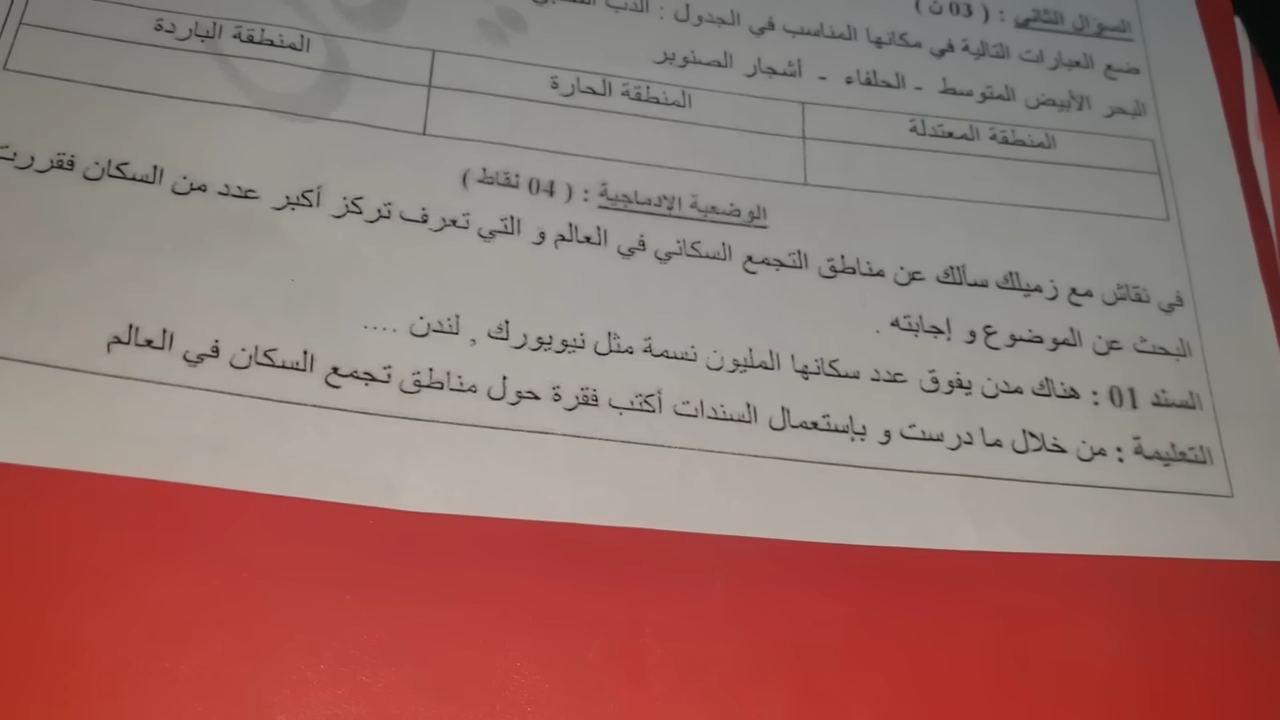 السؤال الثاني : ( 03 ن )
ضع العبارات التالية في مكانها المناسب في الجدول : الدب
البحر الأبيض المتوسط - الحلفاء - أشجار الصنوبر
المنطقة المعتدلة المنطقة الحارة المنطقة الباردة
الوضعية الإدماجية : ( 04 نقاط )
في نقاش مع زميلك سألك عن مناطق التجمع السكاني في العالم و التي تعرف تركز أكبر عدد من السكان فقررت
البحث عن الموضوع و إجابته .
السند 01 : هناك مدن يفوق عدد سكانها المليون نسمة مثل نيويورك , لندن ....
التعليمة : من خلال ما درست و بإستعمال السندات أكتب فقرة حول مناطق تجمع السكان في العالم